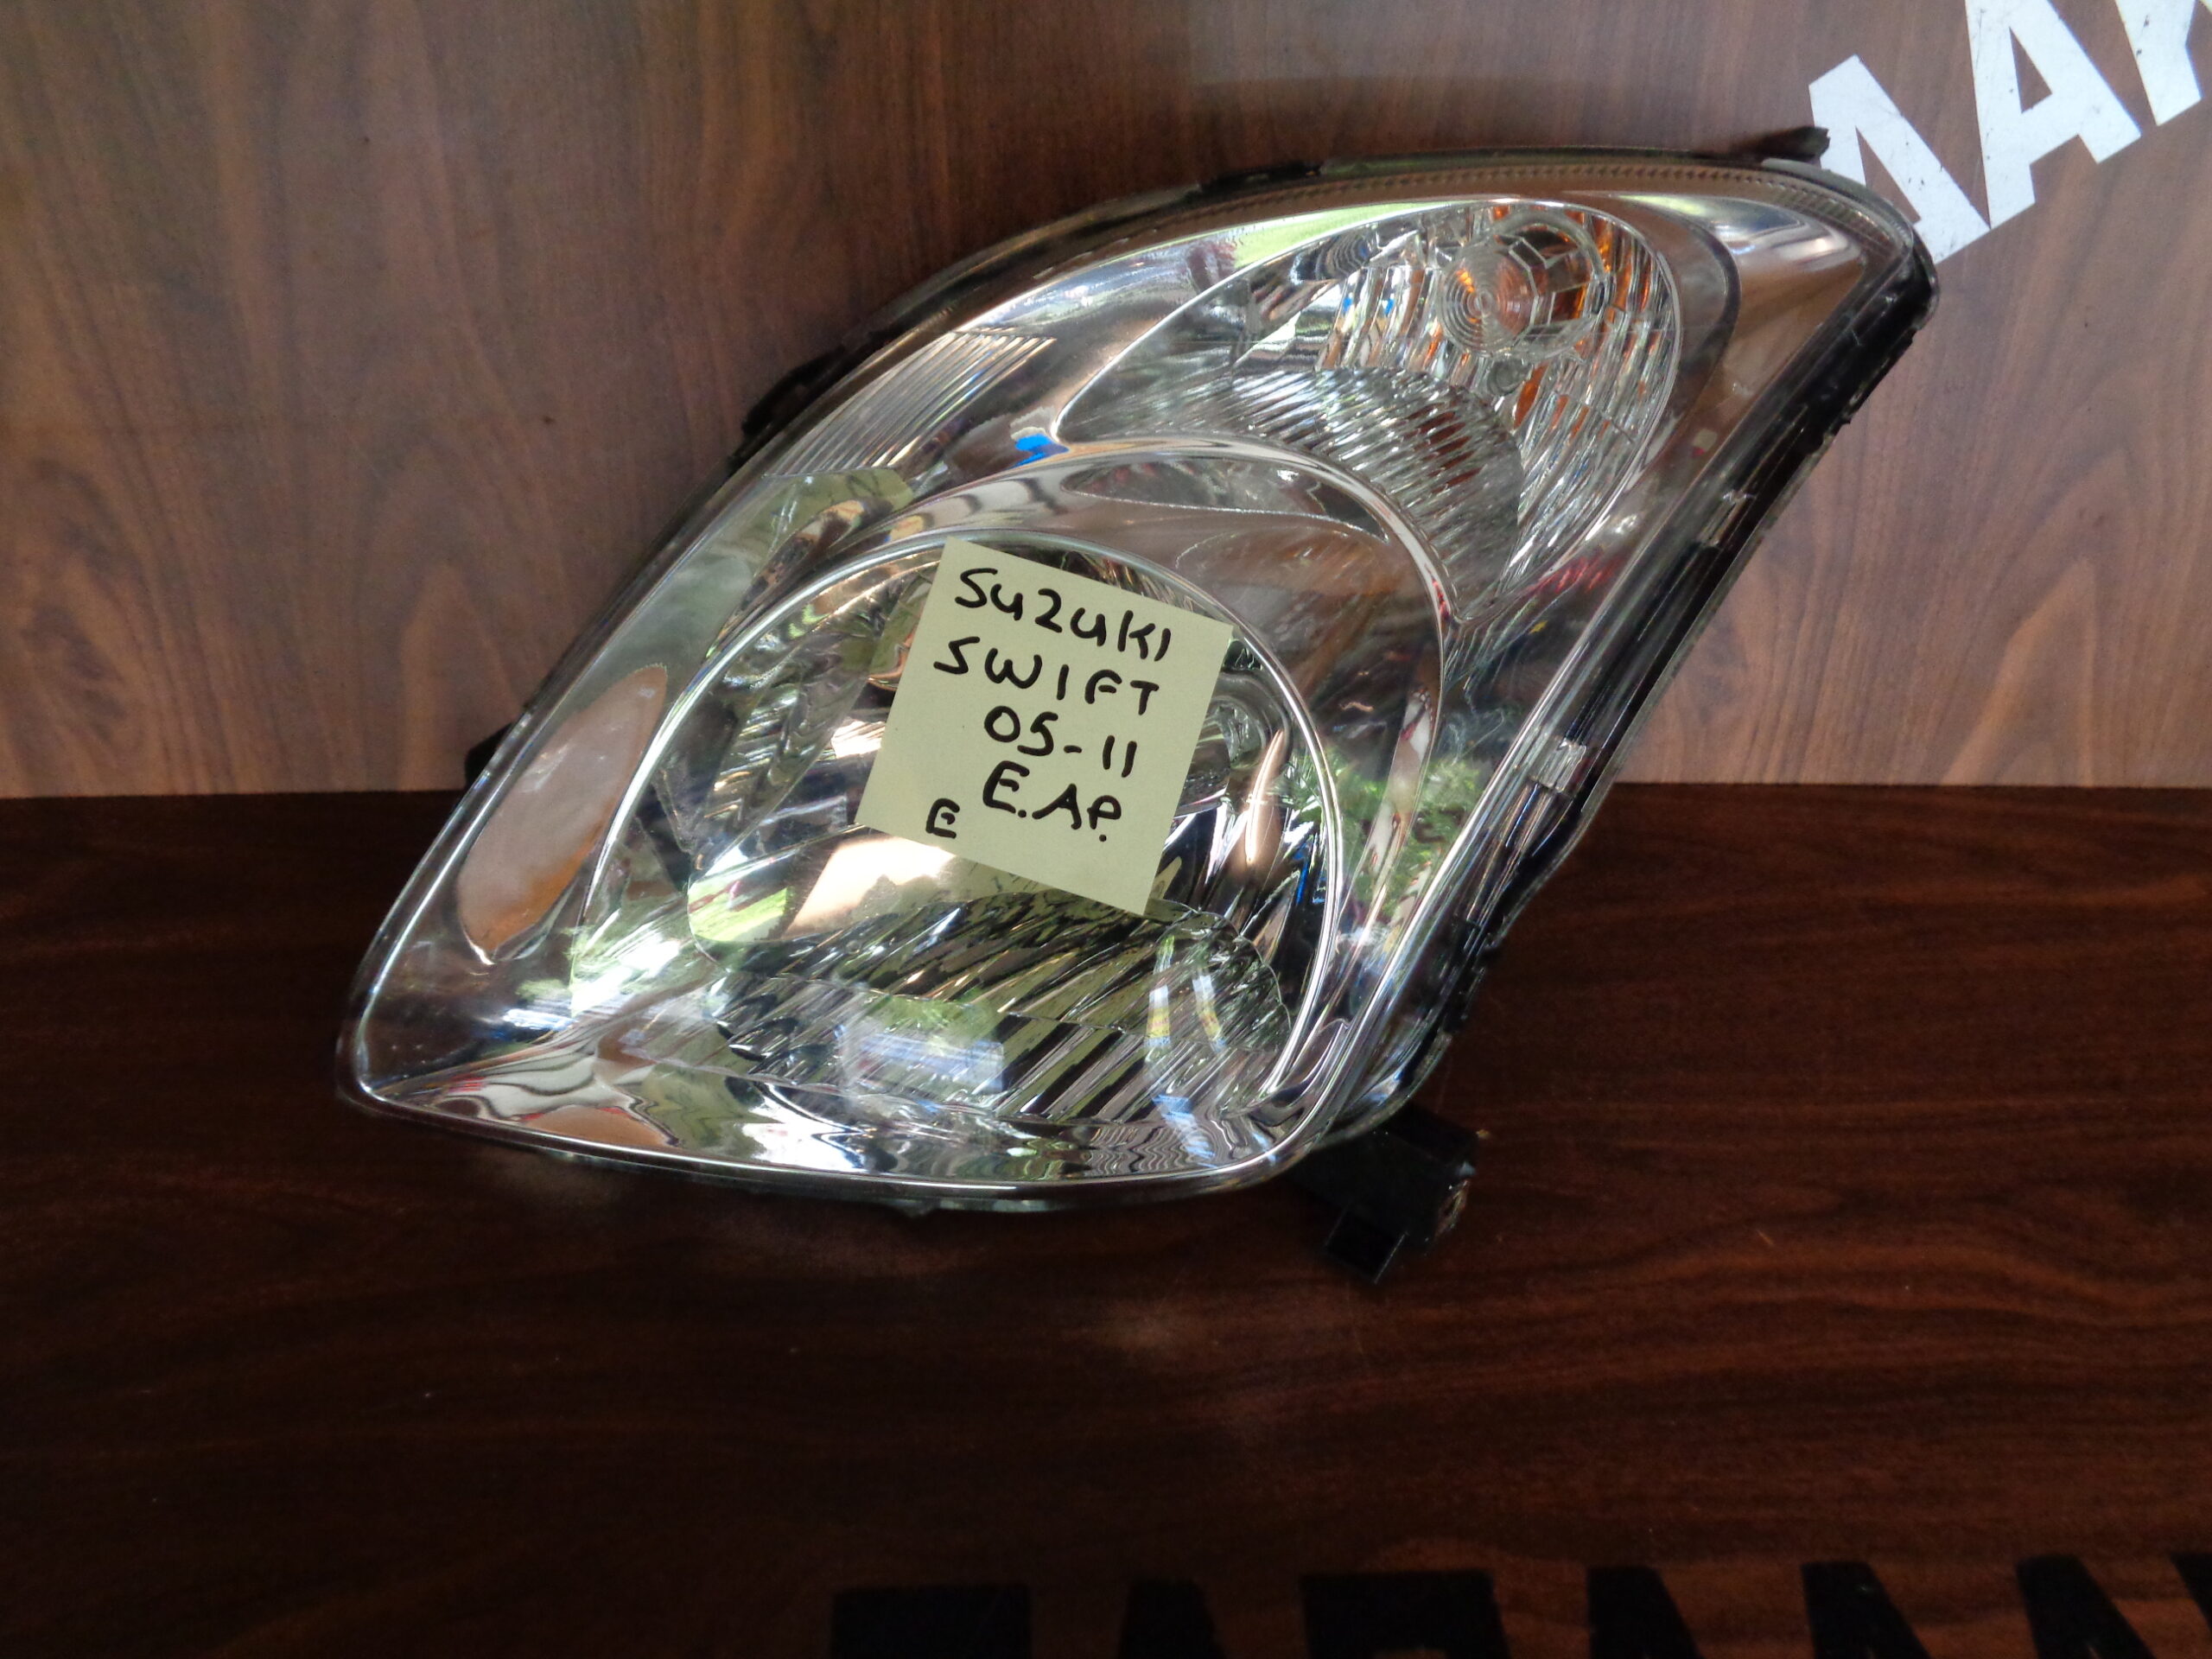 SUZUKI
SWIFT
05-11
E.AP.
E